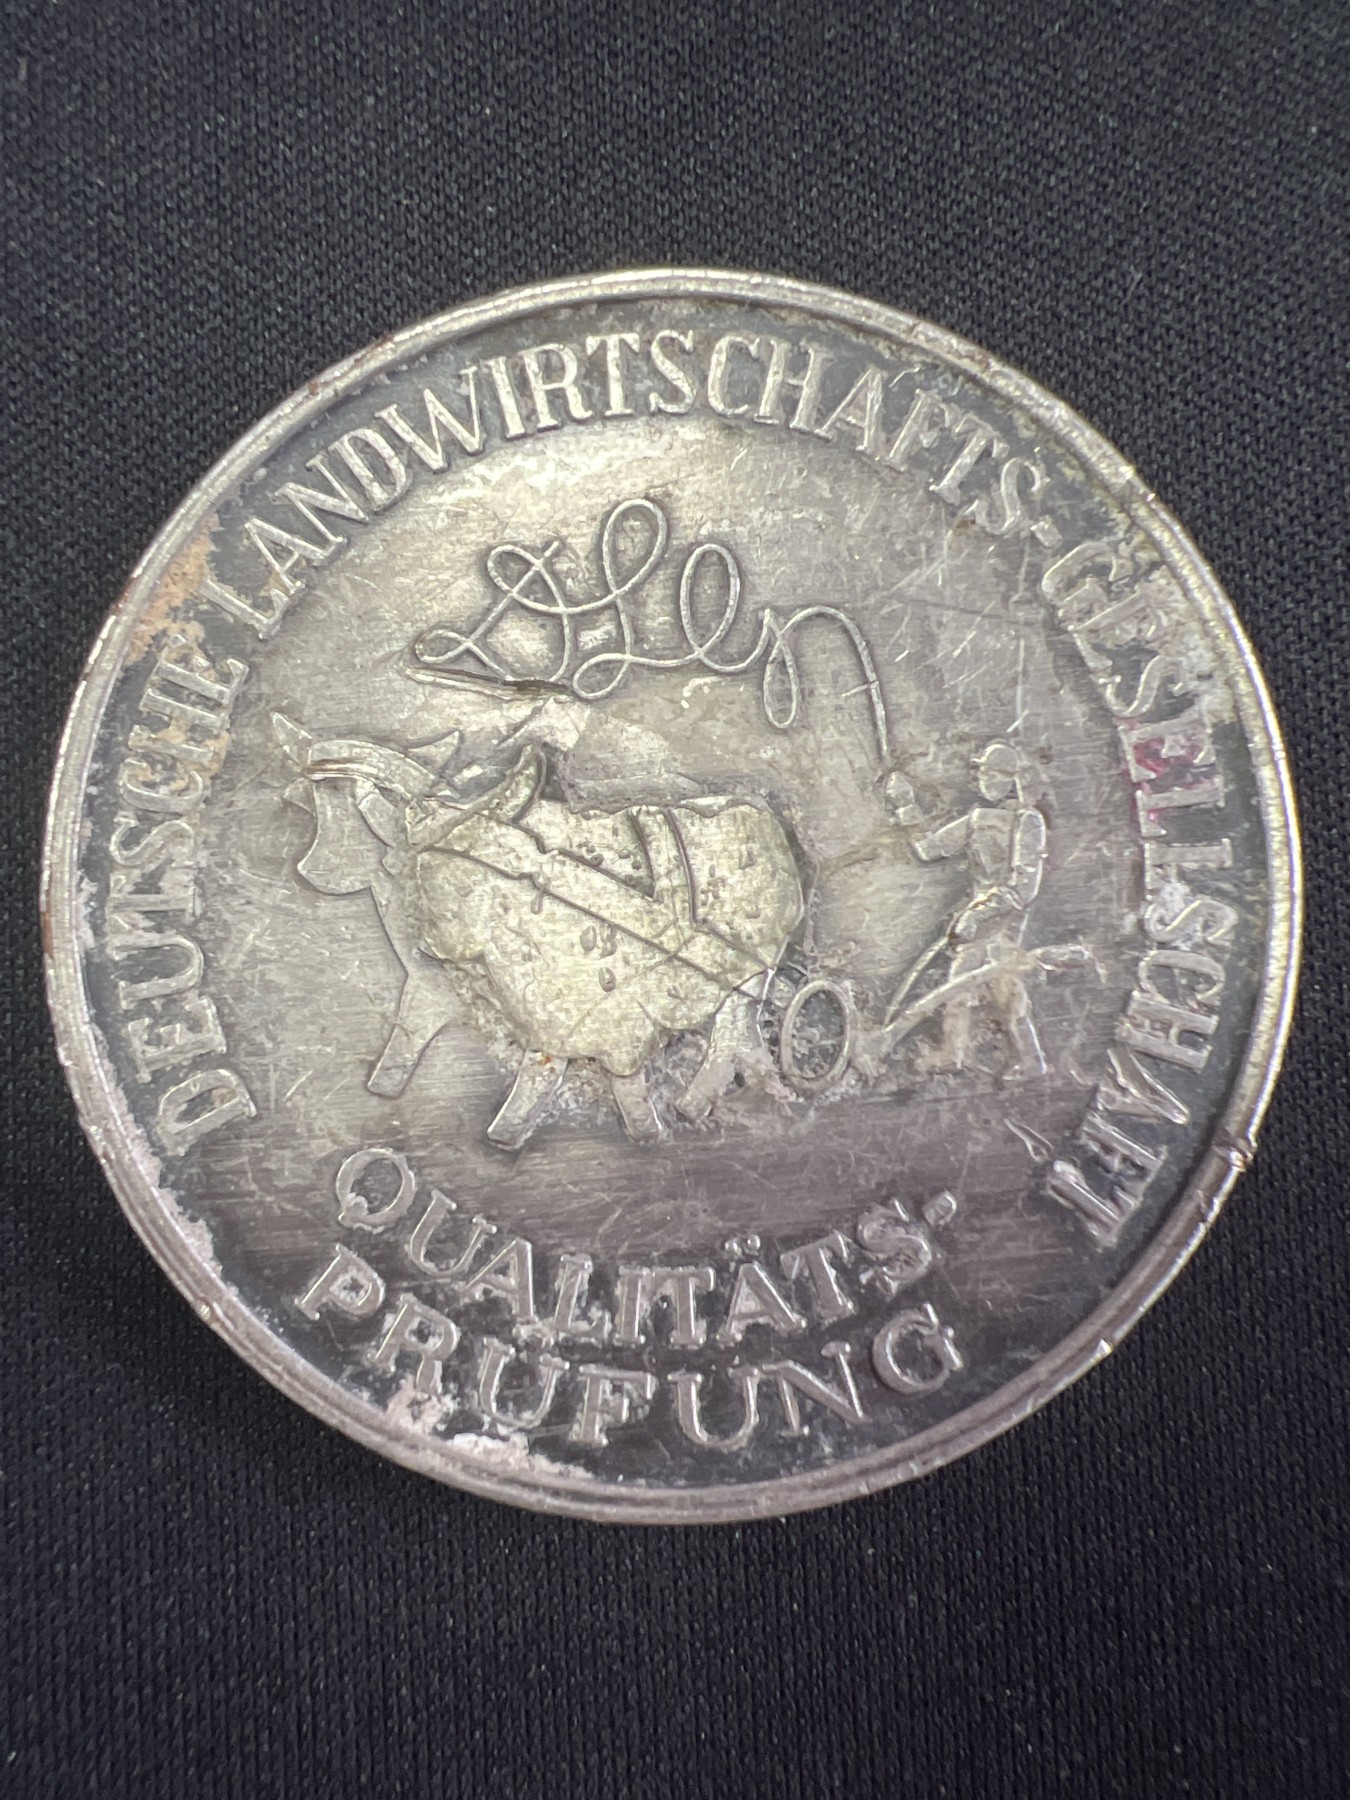 DEUTSCHE LANDWIRTSCHAFTS-GESELLSCHAFT
DLG
QUALITÄTS-
PRÜFUNG